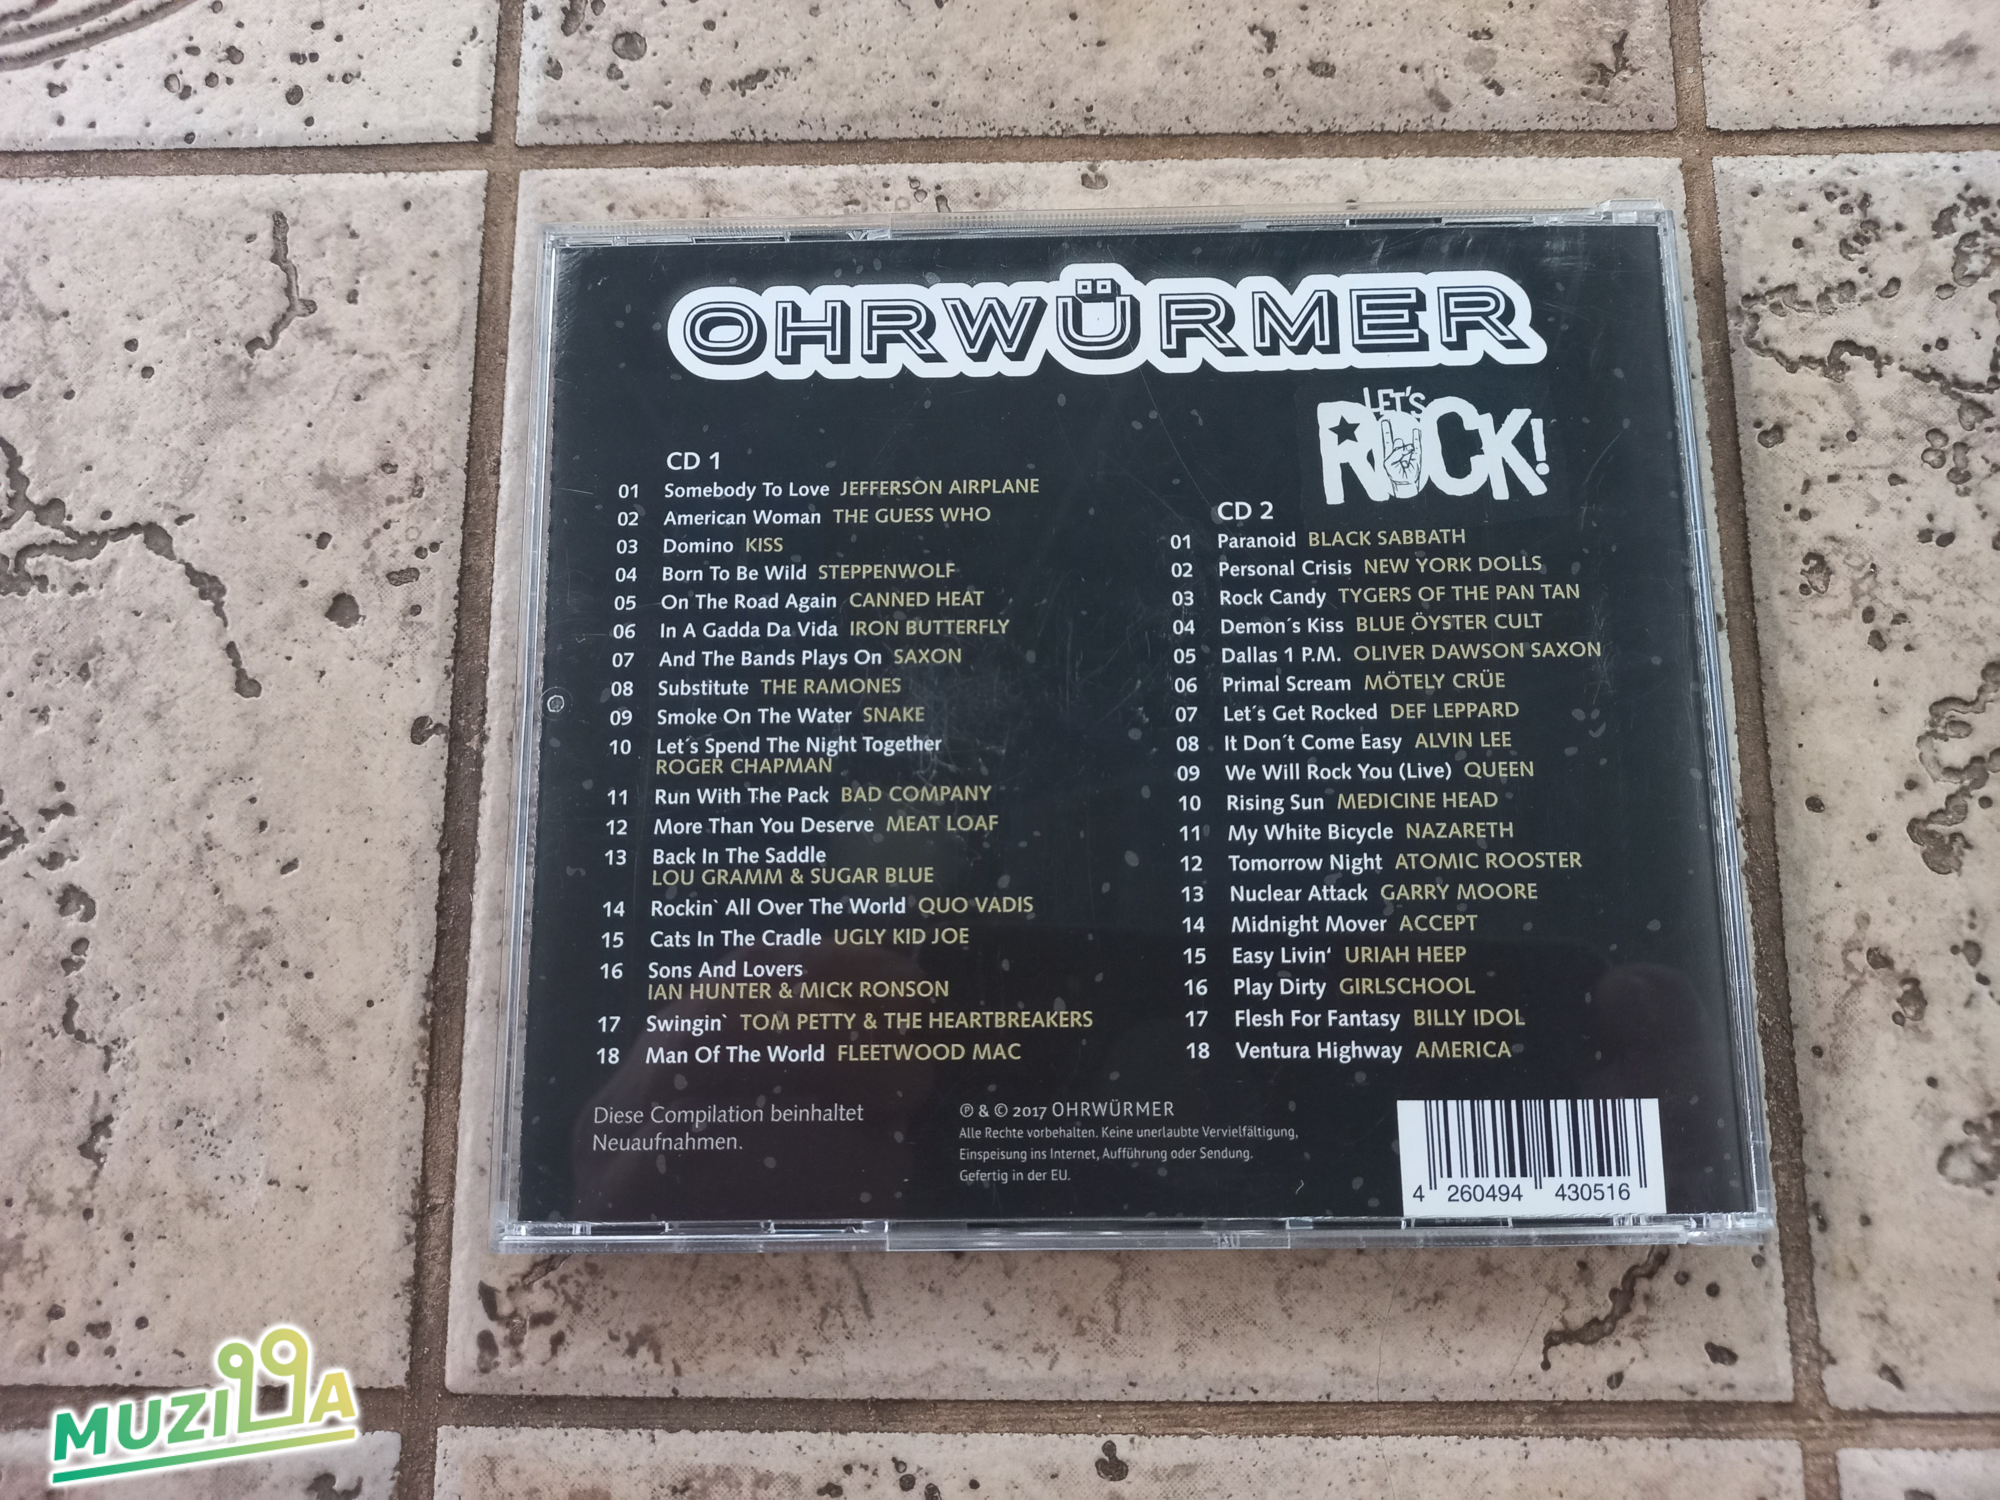 OHRWÜRMER
LET'S
ROCK!
CD 1
01 Somebody To Love JEFFERSON AIRPLANE
02 American Woman THE GUESS WHO
03 Domino KISS
04 Born To Be Wild STEPPENWOLF
05 On The Road Again CANNED HEAT
06 In A Gadda Da Vida IRON BUTTERFLY
07 And The Bands Plays On SAXON
08 Substitute THE RAMONES
09 Smoke On The Water SNAKE
10 Let´s Spend The Night Together
ROGER CHAPMAN
11 Run With The Pack BAD COMPANY
12 More Than You Deserve MEAT LOAF
13 Back In The Saddle
LOU GRAMM & SUGAR BLUE
14 Rockin` All Over The World QUO VADIS
15 Cats In The Cradle UGLY KID JOE
16 Sons And Lovers
IAN HUNTER & MICK RONSON
17 Swingin` TOM PETTY & THE HEARTBREAKERS
18 Man Of The World FLEETWOOD MAC
CD 2
01 Paranoid BLACK SABBATH
02 Personal Crisis NEW YORK DOLLS
03 Rock Candy TYGERS OF THE PAN TAN
04 Demon´s Kiss BLUE ÖYSTER CULT
05 Dallas 1 P.M. OLIVER DAWSON SAXON
06 Primal Scream MÖTELY CRÜE
07 Let´s Get Rocked DEF LEPPARD
08 It Don´t Come Easy ALVIN LEE
09 We Will Rock You (Live) QUEEN
10 Rising Sun MEDICINE HEAD
11 My White Bicycle NAZARETH
12 Tomorrow Night ATOMIC ROOSTER
13 Nuclear Attack GARRY MOORE
14 Midnight Mover ACCEPT
15 Easy Livin‘ URIAH HEEP
16 Play Dirty GIRLSCHOOL
17 Flesh For Fantasy BILLY IDOL
18 Ventura Highway AMERICA
Diese Compilation beinhaltet
Neuaufnahmen.
℗ & © 2017 OHRWÜRMER
Alle Rechte vorbehalten. Keine unerlaubte Vervielfältigung,
Einspeisung ins Internet, Aufführung oder Sendung.
Gefertig in der EU.
4 260494 430516
MUZILLA